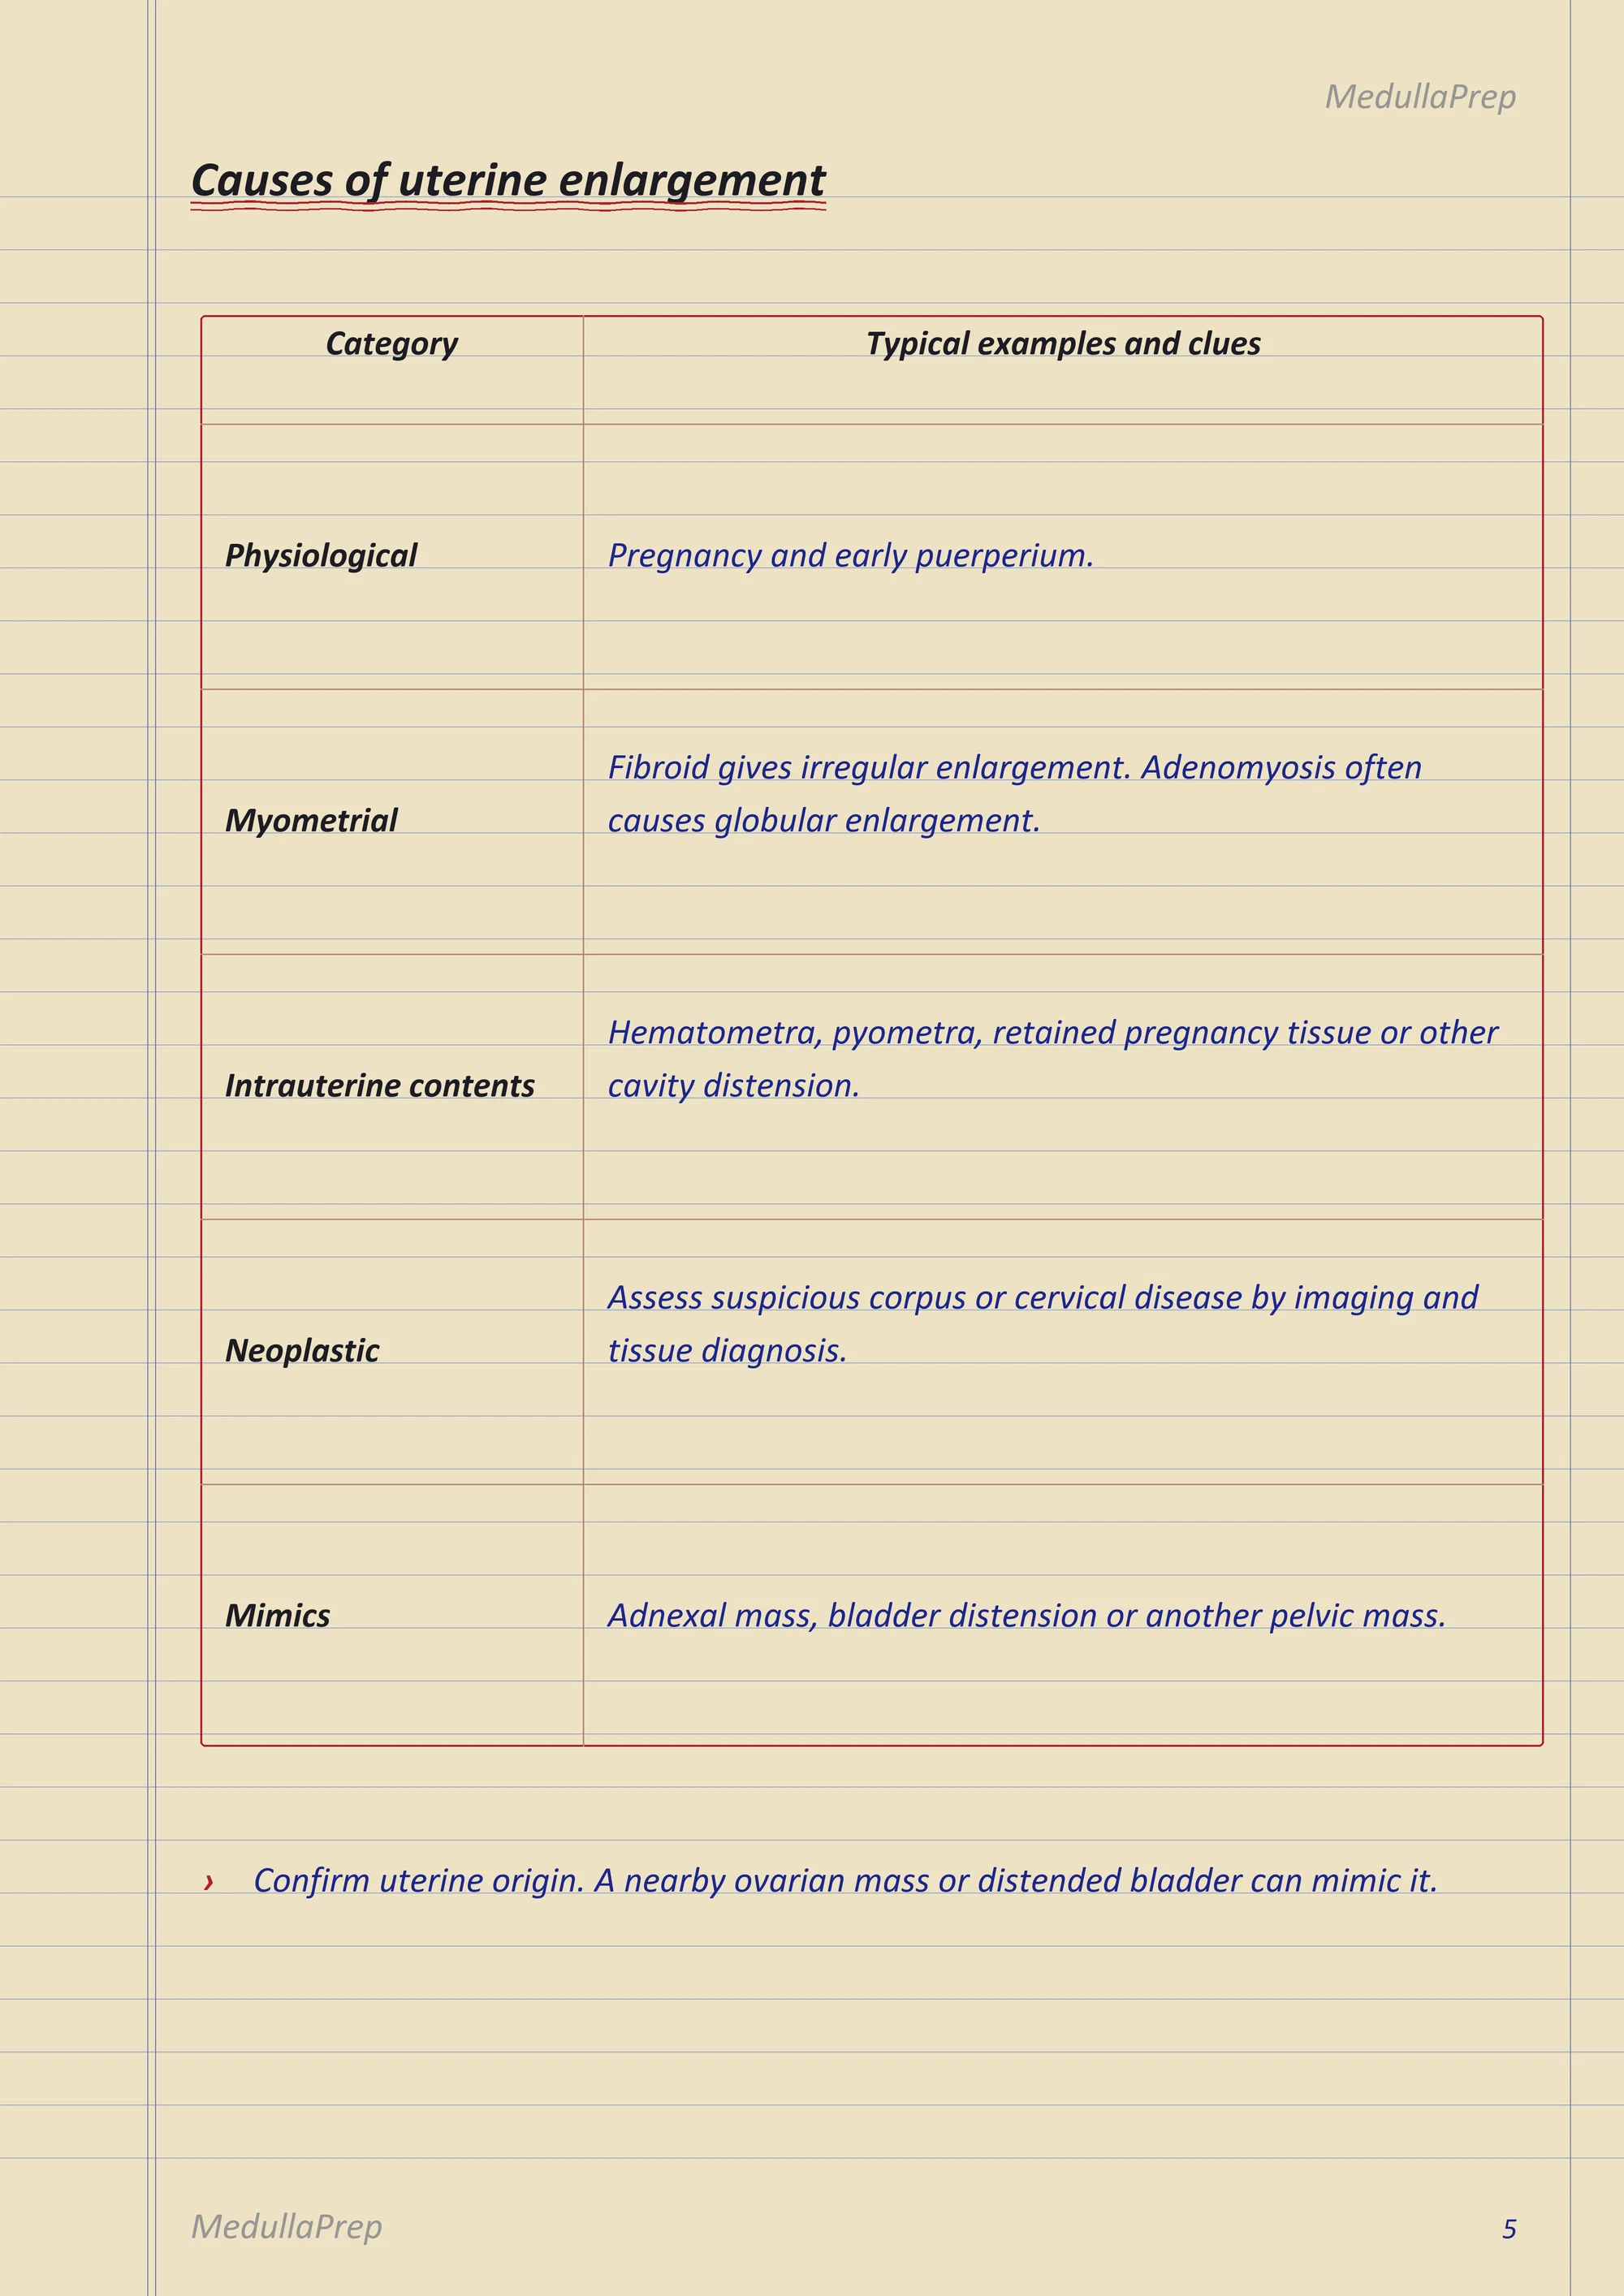 MedullaPrep
Causes of uterine enlargement
Category
Typical examples and clues
Physiological
Pregnancy and early puerperium.
Myometrial
Fibroid gives irregular enlargement. Adenomyosis often
causes globular enlargement.
Intrauterine contents
Hematometra, pyometra, retained pregnancy tissue or other
cavity distension.
Neoplastic
Assess suspicious corpus or cervical disease by imaging and
tissue diagnosis.
Mimics
Adnexal mass, bladder distension or another pelvic mass.
› Confirm uterine origin. A nearby ovarian mass or distended bladder can mimic it.
MedullaPrep
5